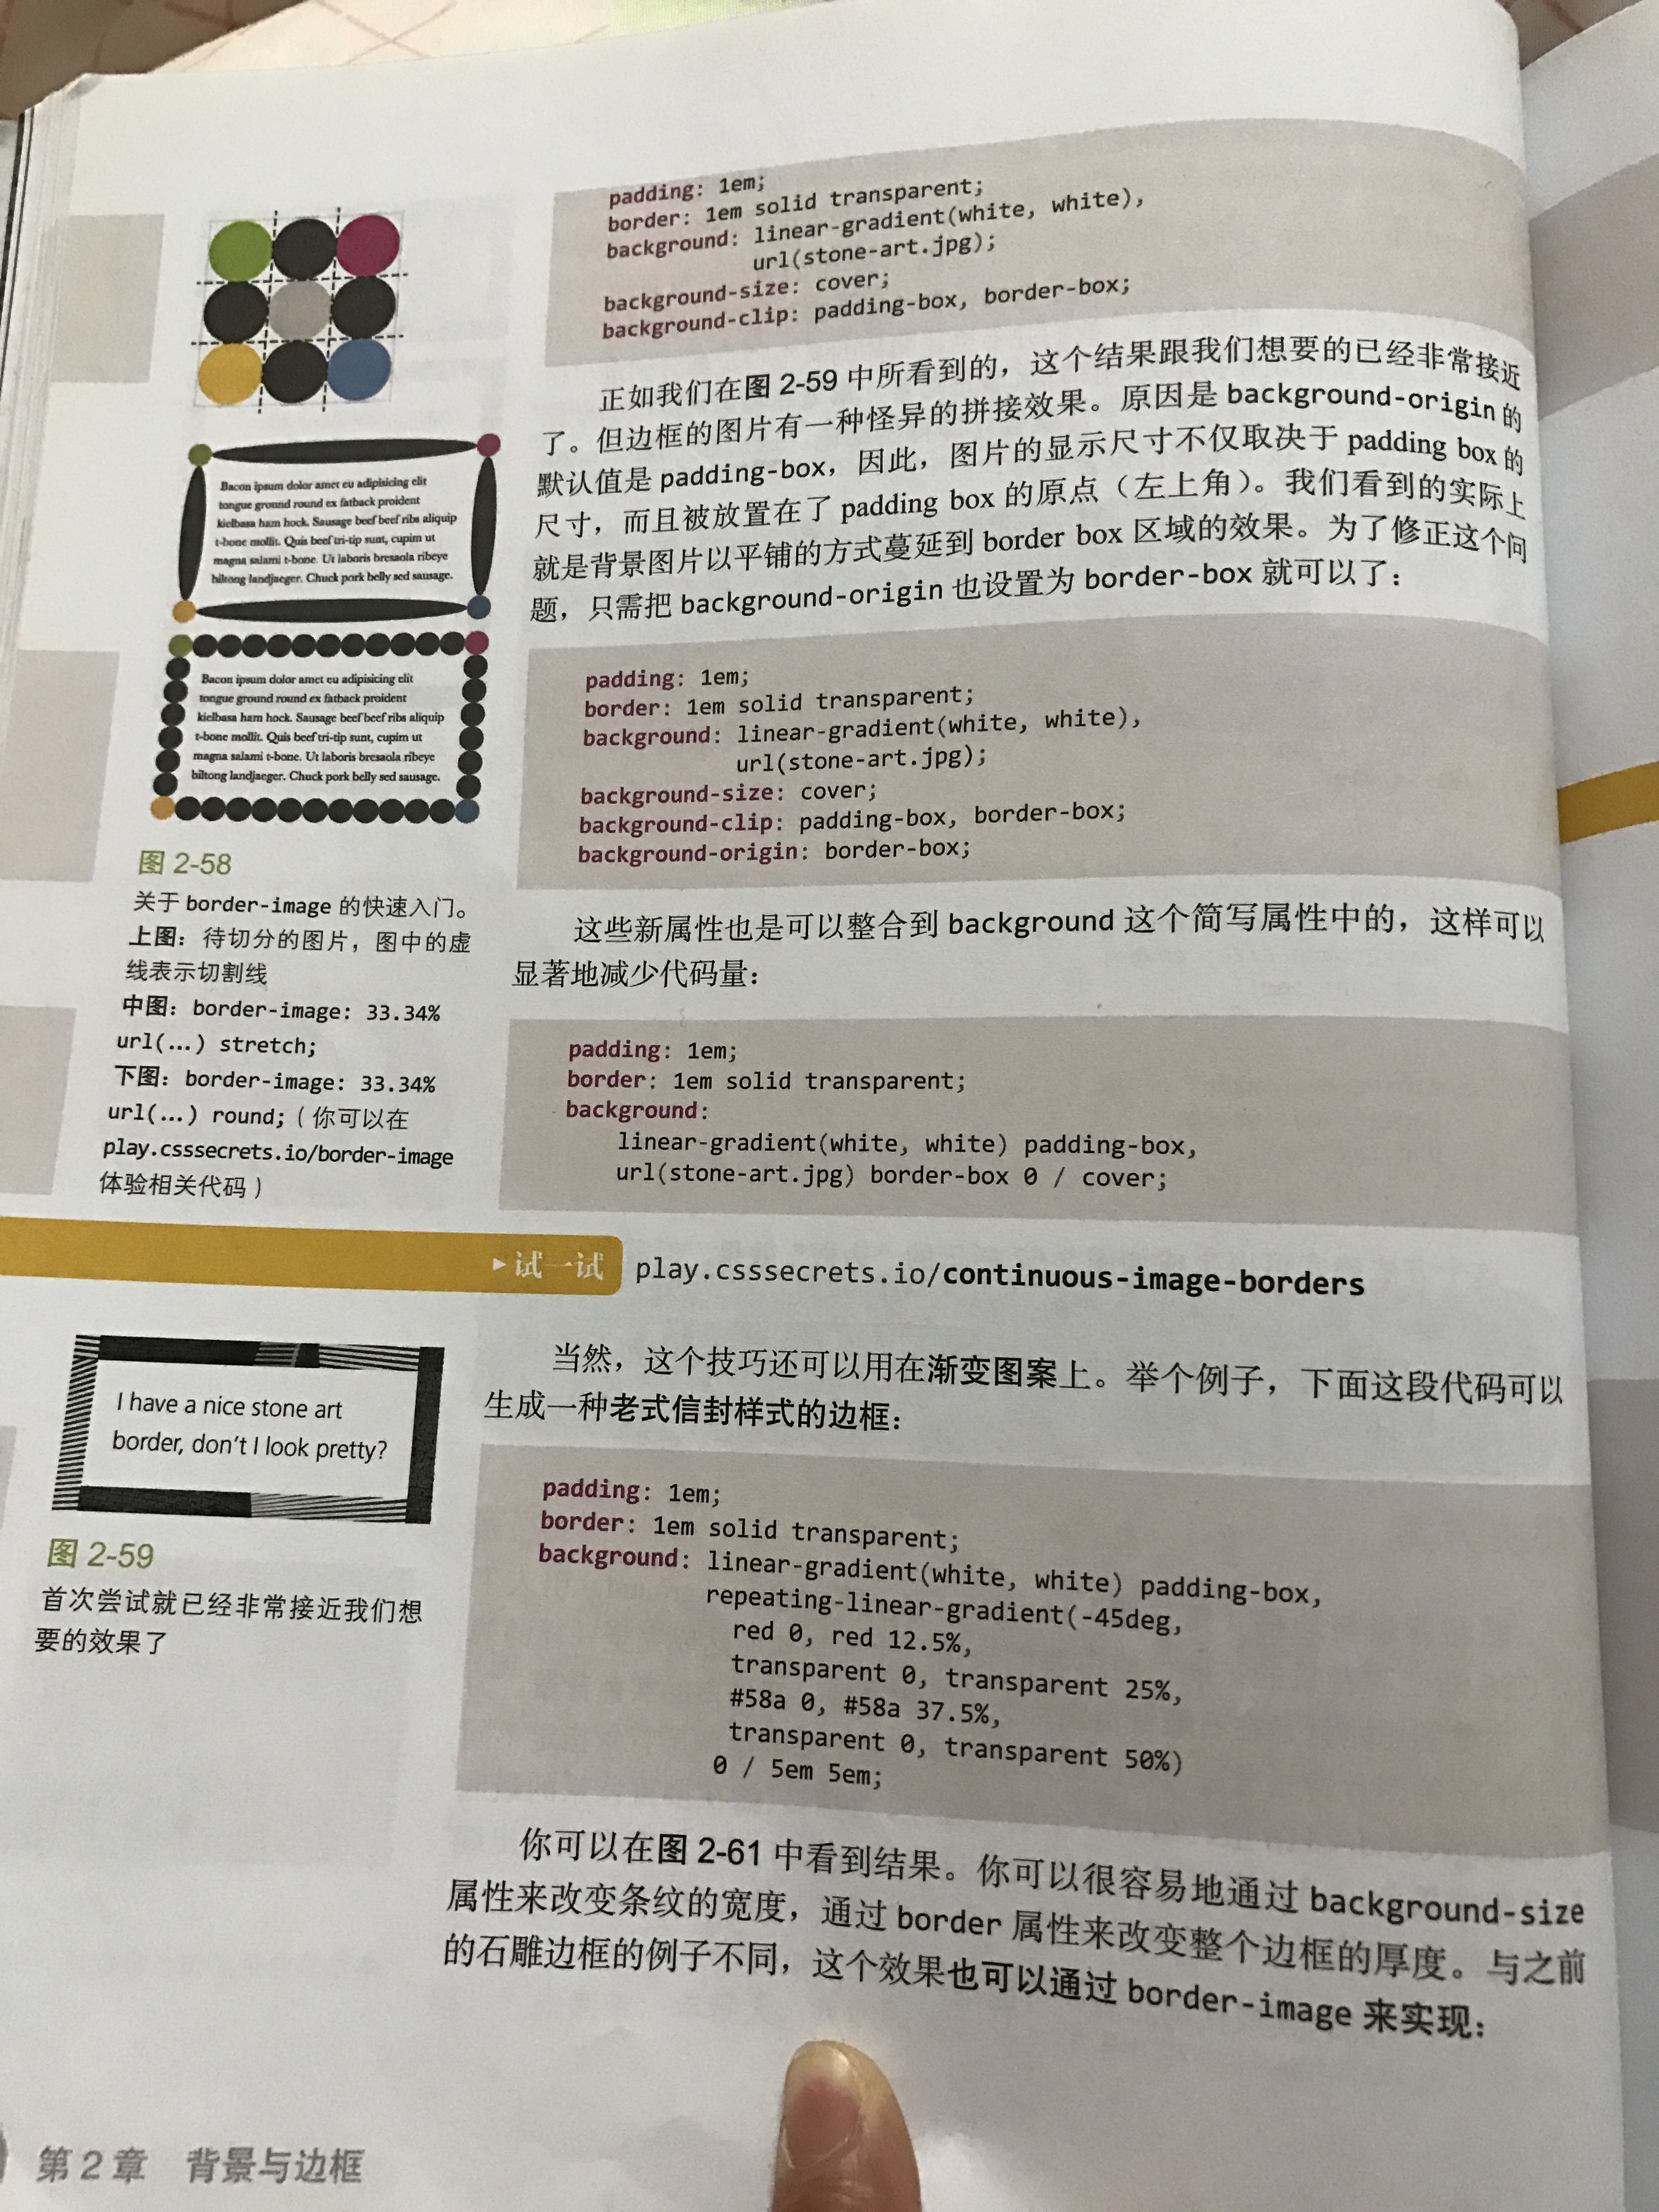 padding: 1em;
border: 1em solid transparent;
background: linear-gradient(white, white),
url(stone-art.jpg);
background-size: cover;
background-clip: padding-box, border-box;
正如我们在图 2-59 中所看到的，这个结果跟我们想要的已经非常接近
了。但边框的图片有一种怪异的拼接效果。原因是 background-origin 的
默认值是 padding-box，因此，图片的显示尺寸不仅取决于 padding box 的
尺寸，而且被放置在了 padding box 的原点（左上角）。我们看到的实际上
就是背景图片以平铺的方式蔓延到 border box 区域的效果。为了修正这个问
题，只需把 background-origin 也设置为 border-box 就可以了：
padding: 1em;
border: 1em solid transparent;
background: linear-gradient(white, white),
url(stone-art.jpg);
background-size: cover;
background-clip: padding-box, border-box;
background-origin: border-box;
这些新属性也是可以整合到 background 这个简写属性中的，这样可以
显著地减少代码量：
padding: 1em;
border: 1em solid transparent;
background:
linear-gradient(white, white) padding-box,
url(stone-art.jpg) border-box 0 / cover;
▶试一试 play.csssecrets.io/continuous-image-borders
当然，这个技巧还可以用在渐变图案上。举个例子，下面这段代码可以
生成一种老式信封样式的边框：
padding: 1em;
border: 1em solid transparent;
background: linear-gradient(white, white) padding-box,
repeating-linear-gradient(-45deg,
red 0, red 12.5%,
transparent 0, transparent 25%,
#58a 0, #58a 37.5%,
transparent 0, transparent 50%)
0 / 5em 5em;
你可以在图 2-61 中看到结果。你可以很容易地通过 background-size
属性来改变条纹的宽度，通过 border 属性来改变整个边框的厚度。与之前
的石雕边框的例子不同，这个效果也可以通过 border-image 来实现：
Bacon ipsum dolor amet eu adipisicing elit
tongue ground round ex fatback proident
kielbasa ham hock. Sausage beef beef ribs aliquip
t-bone mollit. Quis beef tri-tip sunt, cupim ut
magna salami t-bone. Ut laboris bresaola ribeye
biltong landjaeger. Chuck pork belly sed sausage.
Bacon ipsum dolor amet eu adipisicing elit
tongue ground round ex fatback proident
kielbasa ham hock. Sausage beef beef ribs aliquip
t-bone mollit. Quis beef tri-tip sunt, cupim ut
magna salami t-bone. Ut laboris bresaola ribeye
biltong landjaeger. Chuck pork belly sed sausage.
图 2-58
关于 border-image 的快速入门。
上图：待切分的图片，图中的虚
线表示切割线
中图：border-image: 33.34%
url(...) stretch;
下图：border-image: 33.34%
url(...) round;（你可以在
play.csssecrets.io/border-image
体验相关代码）
I have a nice stone art
border, don't I look pretty?
图 2-59
首次尝试就已经非常接近我们想
要的效果了
第 2 章 背景与边框